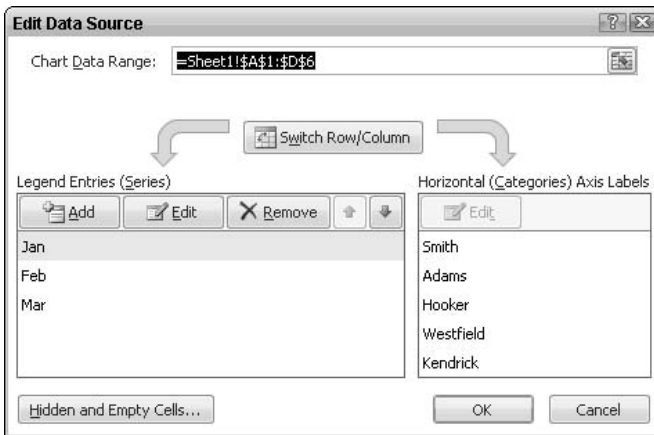 Edit Data Source
Chart Data Range: =Sheet1!$A$1:$D$6
Switch Row/Column
Legend Entries (Series)
Horizontal (Categories) Axis Labels
Add Edit Remove
Edit
Jan
Feb
Mar
Smith
Adams
Hooker
Westfield
Kendrick
Hidden and Empty Cells...
OK
Cancel